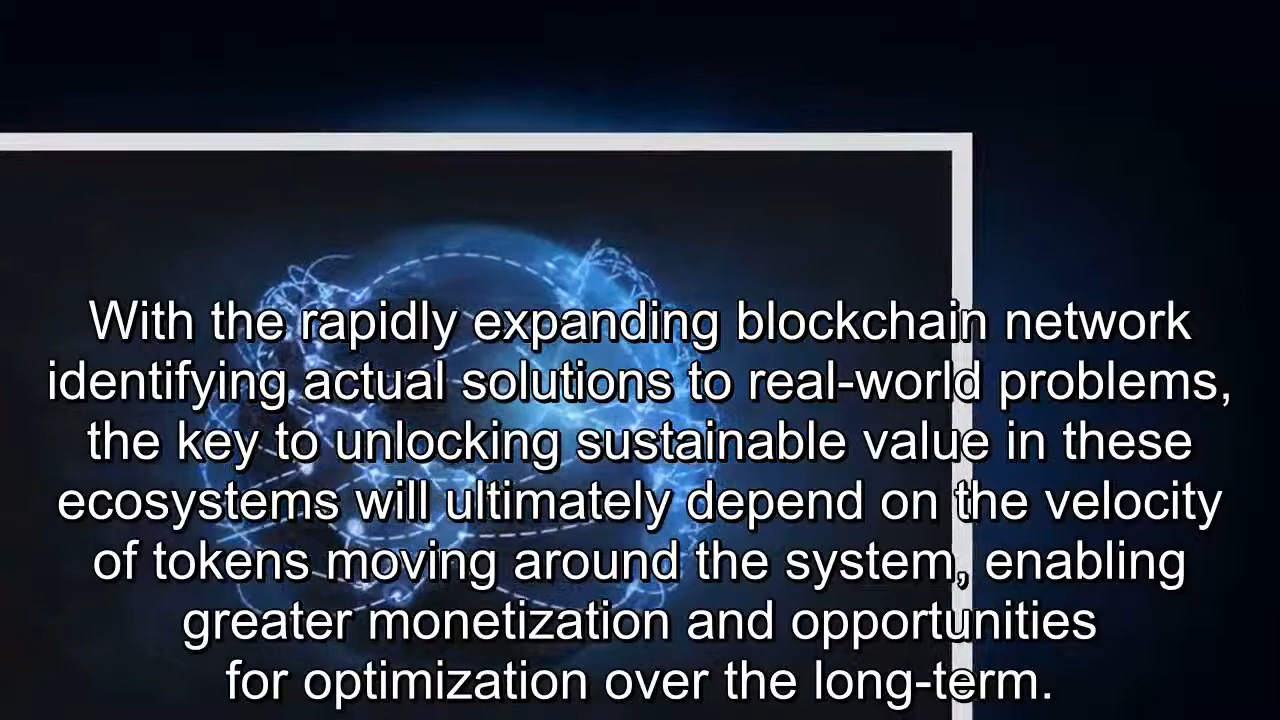 With the rapidly expanding blockchain network
identifying actual solutions to real-world problems,
the key to unlocking sustainable value in these
ecosystems will ultimately depend on the velocity
of tokens moving around the system, enabling
greater monetization and opportunities
for optimization over the long-term.